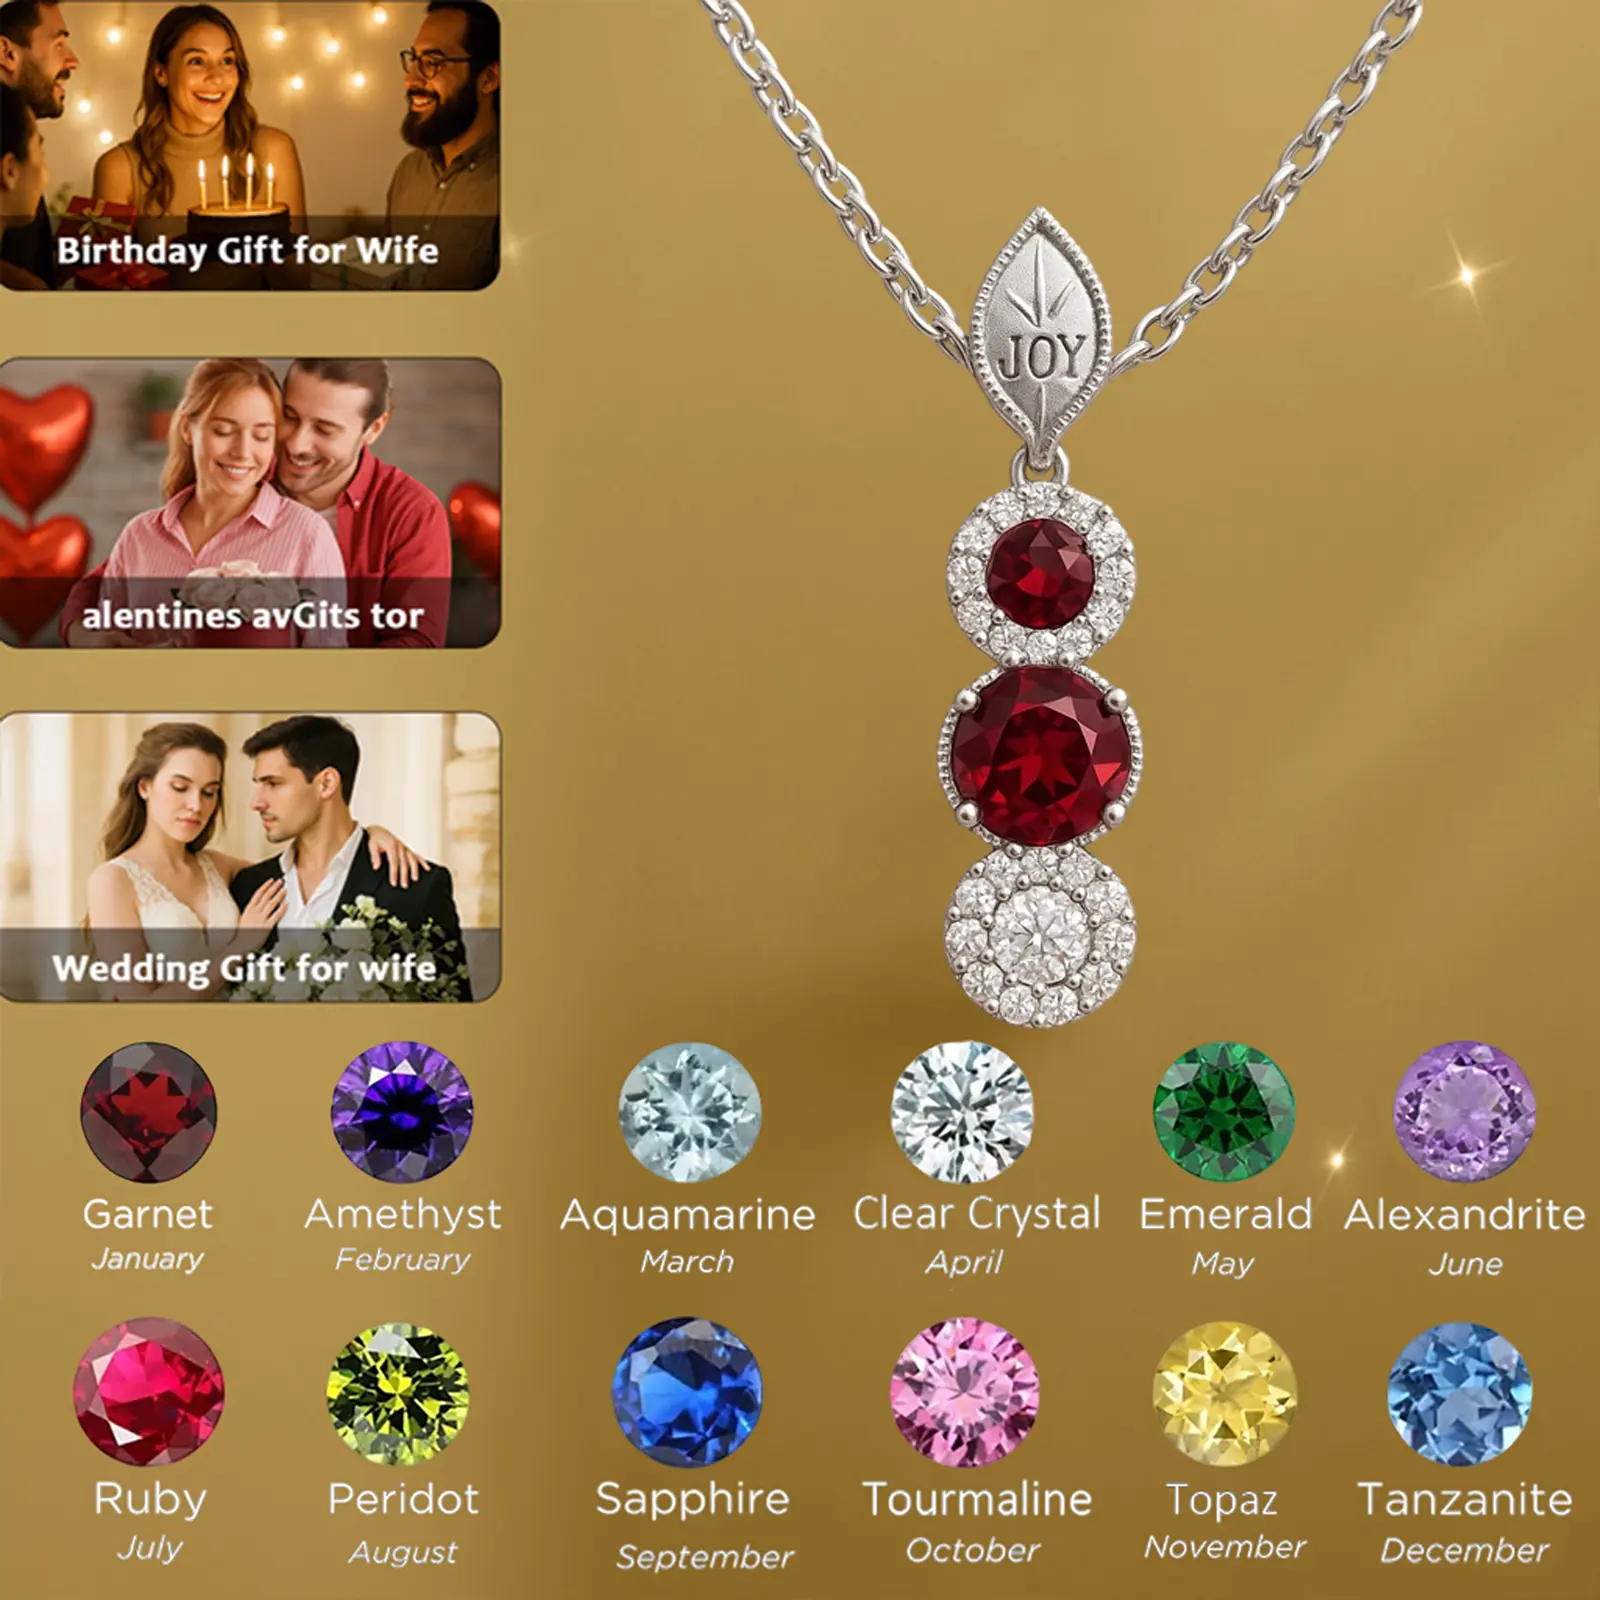 Birthday Gift for Wife
JOY
alentines avGits tor
Wedding Gift for wife
Garnet
January
Amethyst
February
Aquamarine
March
Clear Crystal
April
Emerald
May
Alexandrite
June
Ruby
July
Peridot
August
Sapphire
September
Tourmaline
October
Topaz
November
Tanzanite
December